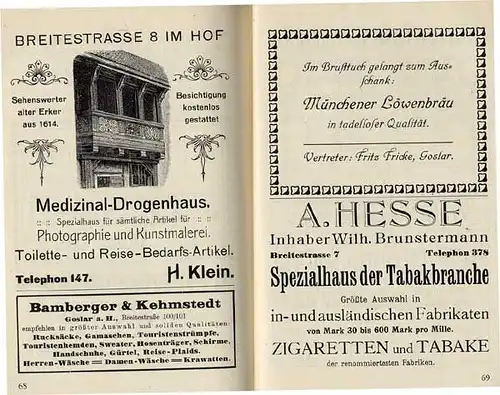 BREITESTRASSE 8 IM HOF
Sehenswerter
alter Erker
aus 1614.
Besichtigung
kostenlos
gestattet
Medizinal-Drogenhaus.
:: :: Spezialhaus für sämtliche Artikel für :: ::
Photographie und Kunstmalerei.
Toilette- und Reise-Bedarfs-Artikel.
Telephon 147. H. Klein.
Bamberger & Kehmstedt
Goslar a. H., Breitestraße 100/101
empfehlen in größter Auswahl und soliden Qualitäten:
Rucksäcke, Gamaschen, Touristenstrümpfe,
Touristenhemden, Sweater, Hosenträger, Schirme,
Handschuhe, Gürtel, Reise-Plaids.
Herren-Wäsche == Damen-Wäsche == Krawatten.
68
Im Brusttuch gelangt zum Aus-
schank:
Münchener Löwenbräu
in tadelloser Qualität.
Vertreter: Fritz Fricke, Goslar.
A. HESSE
Inhaber Wilh. Brunstermann
Breitestrasse 7 Telephon 378
Spezialhaus der Tabakbranche
Größte Auswahl in
in- und ausländischen Fabrikaten
von Mark 30 bis 600 Mark pro Mille.
ZIGARETTEN und TABAKE
der renommiertesten Fabriken.
69